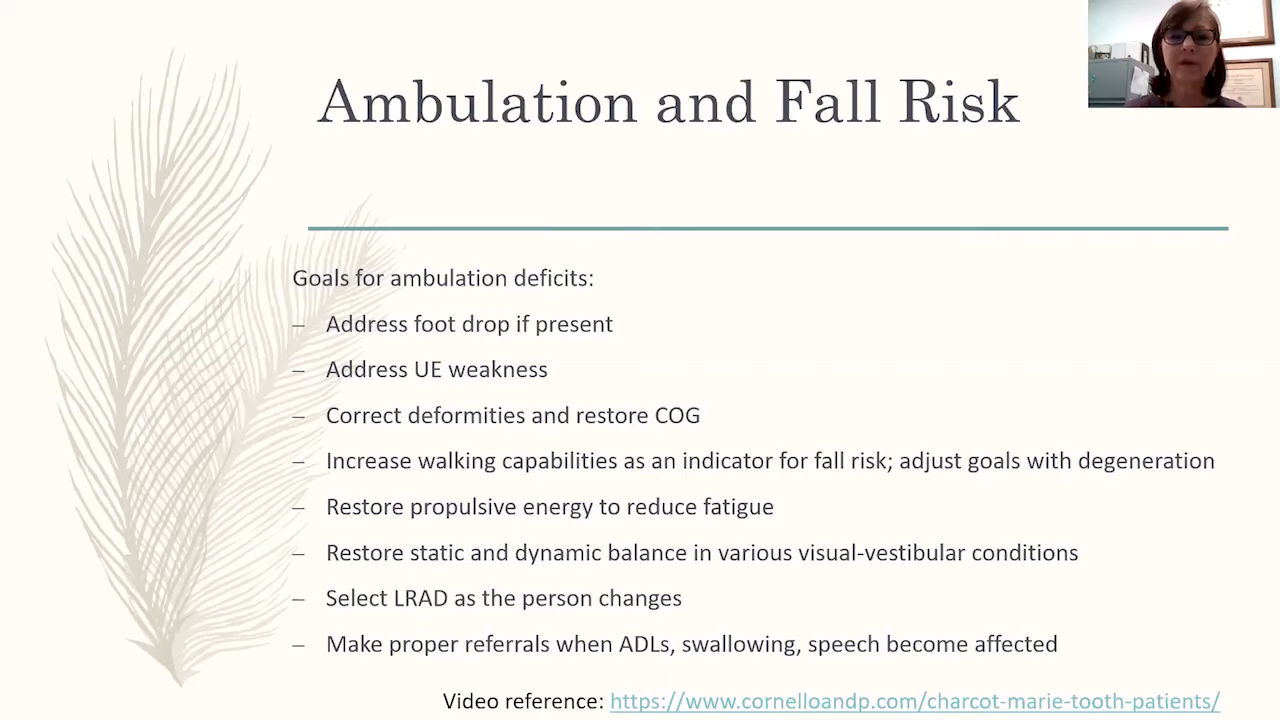 Ambulation and Fall Risk
Goals for ambulation deficits:
– Address foot drop if present
– Address UE weakness
– Correct deformities and restore COG
– Increase walking capabilities as an indicator for fall risk; adjust goals with degeneration
– Restore propulsive energy to reduce fatigue
– Restore static and dynamic balance in various visual-vestibular conditions
– Select LRAD as the person changes
– Make proper referrals when ADLs, swallowing, speech become affected
Video reference: https://www.cornelloandp.com/charcot-marie-tooth-patients/